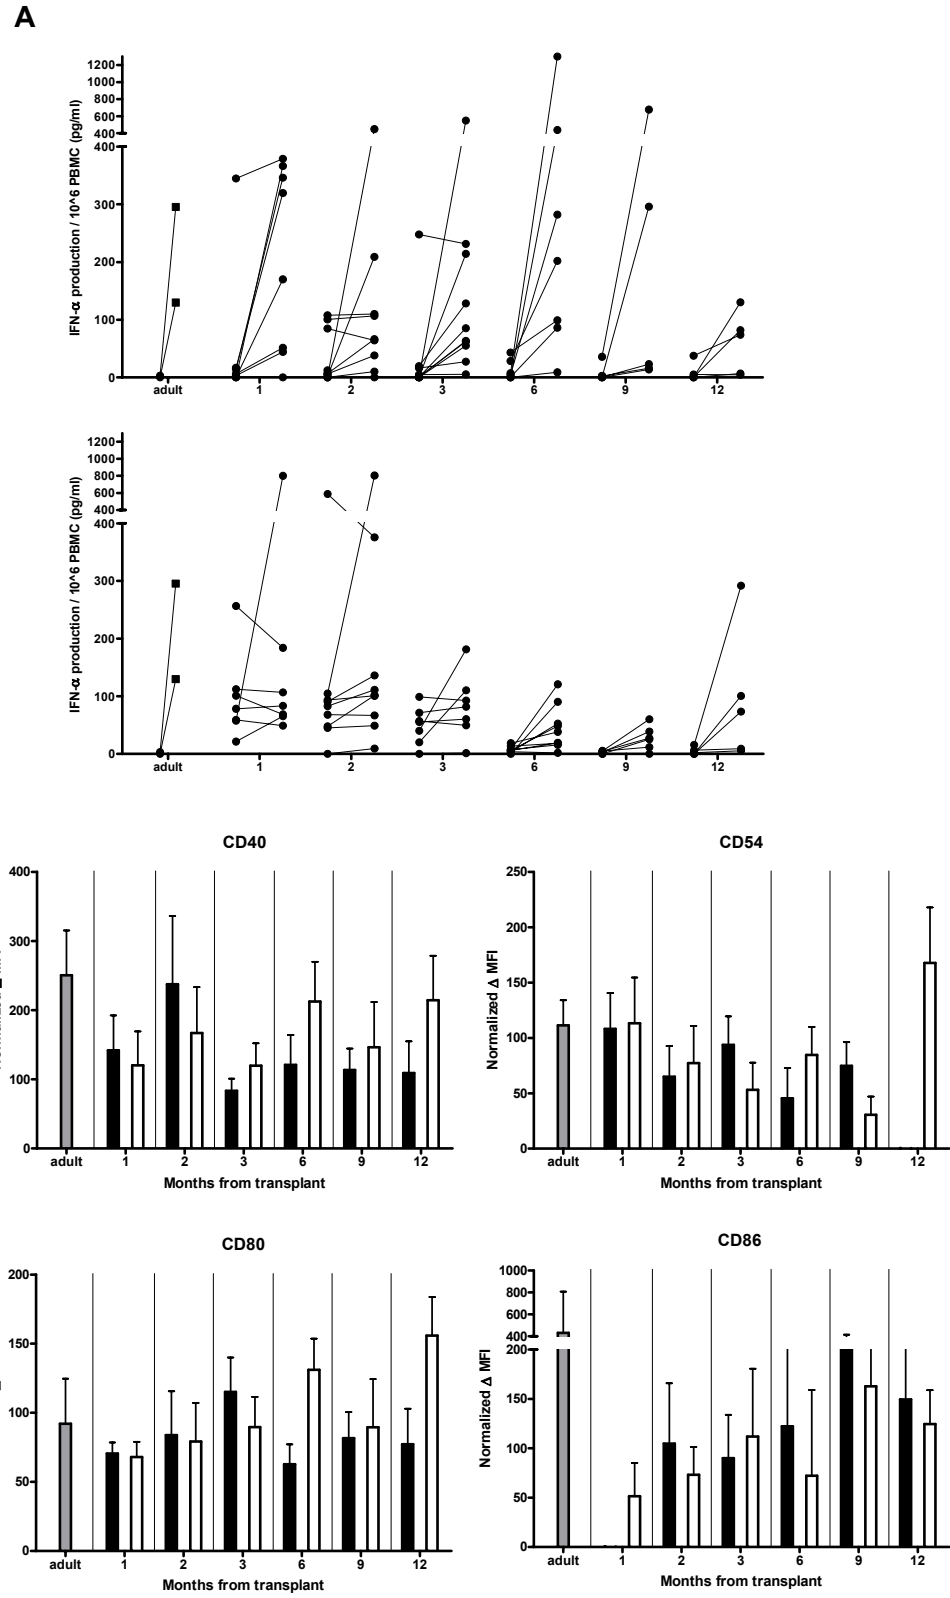 A
IFN-α production / 10^6 PBMC (pg/ml)
1200
1000
800
600
400
400
300
200
100
0
adult 1 2 3 6 9 12
IFN-α production / 10^6 PBMC (pg/ml)
1200
1000
800
600
400
400
300
200
100
0
adult 1 2 3 6 9 12
CD40
400
300
200
100
0
adult 1 2 3 6 9 12
Months from transplant
CD54
Normalized Δ MFI
250
200
150
100
50
0
adult 1 2 3 6 9 12
Months from transplant
CD80
200
150
100
50
0
adult 1 2 3 6 9 12
Months from transplant
CD86
Normalized Δ MFI
1000
800
600
400
200
150
100
50
0
adult 1 2 3 6 9 12
Months from transplant